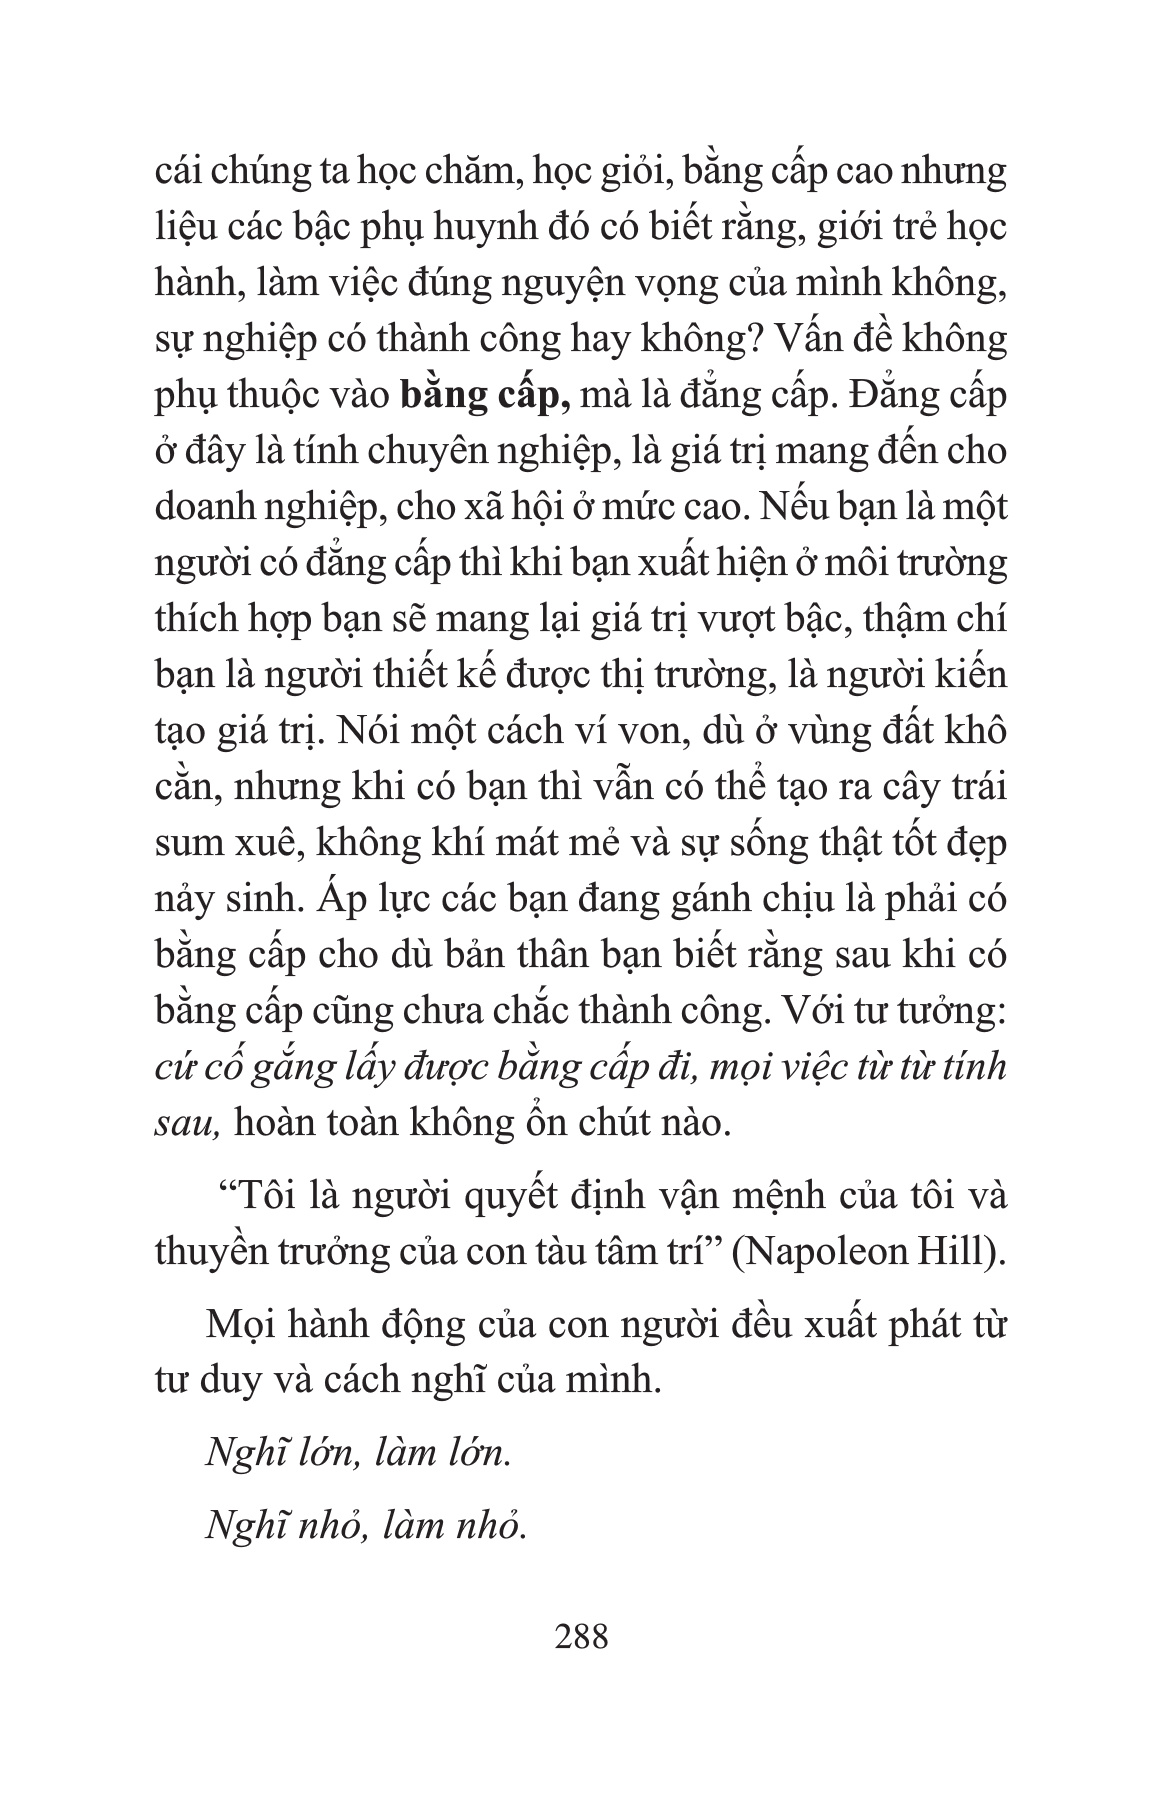 cái chúng ta học chăm, học giỏi, bằng cấp cao nhưng
liệu các bậc phụ huynh đó có biết rằng, giới trẻ học
hành, làm việc đúng nguyện vọng của mình không,
sự nghiệp có thành công hay không? Vấn đề không
phụ thuộc vào bằng cấp, mà là đẳng cấp. Đẳng cấp
ở đây là tính chuyên nghiệp, là giá trị mang đến cho
doanh nghiệp, cho xã hội ở mức cao. Nếu bạn là một
người có đẳng cấp thì khi bạn xuất hiện ở môi trường
thích hợp bạn sẽ mang lại giá trị vượt bậc, thậm chí
bạn là người thiết kế được thị trường, là người kiến
tạo giá trị. Nói một cách ví von, dù ở vùng đất khô
cằn, nhưng khi có bạn thì vẫn có thể tạo ra cây trái
sum xuê, không khí mát mẻ và sự sống thật tốt đẹp
nảy sinh. Áp lực các bạn đang gánh chịu là phải có
bằng cấp cho dù bản thân bạn biết rằng sau khi có
bằng cấp cũng chưa chắc thành công. Với tư tưởng:
cứ cố gắng lấy được bằng cấp đi, mọi việc từ từ tính
sau, hoàn toàn không ổn chút nào.
“Tôi là người quyết định vận mệnh của tôi và
thuyền trưởng của con tàu tâm trí” (Napoleon Hill).
Mọi hành động của con người đều xuất phát từ
tư duy và cách nghĩ của mình.
Nghĩ lớn, làm lớn.
Nghĩ nhỏ, làm nhỏ.
288